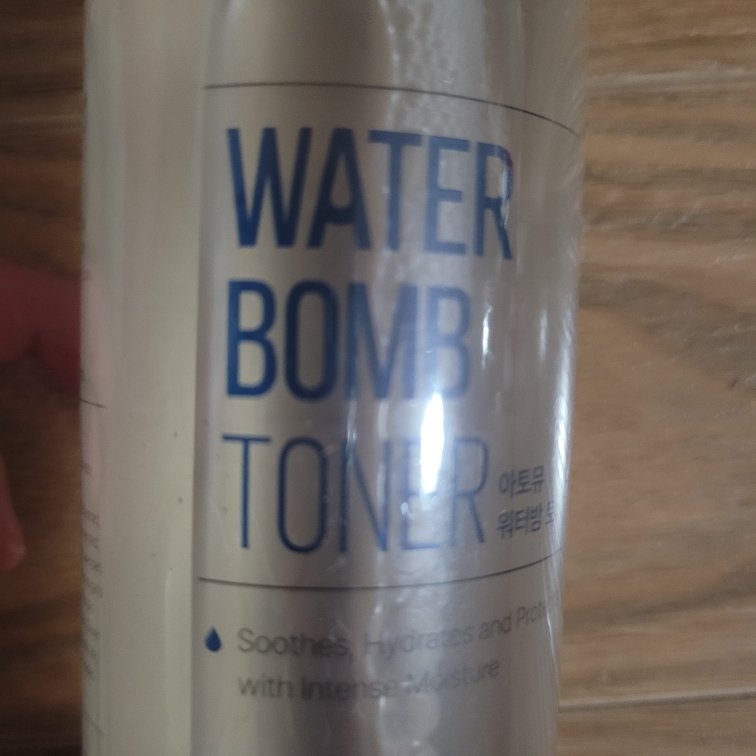 WATER
BOMB
TONER
아토뮤
워터밤
Soothes, Hydrates and
with Intense Moisture